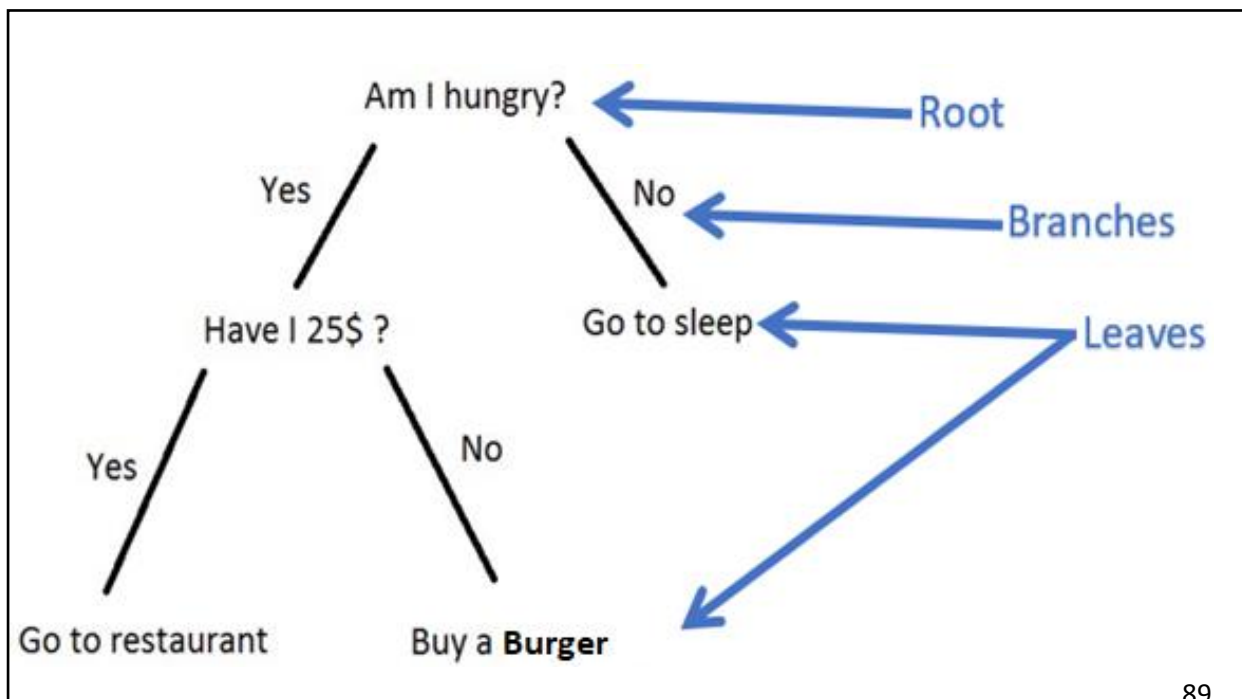 Am I hungry?
Root
Yes
No
Branches
Have I 25$ ?
Go to sleep
Leaves
Yes
No
Go to restaurant
Buy a Burger
89